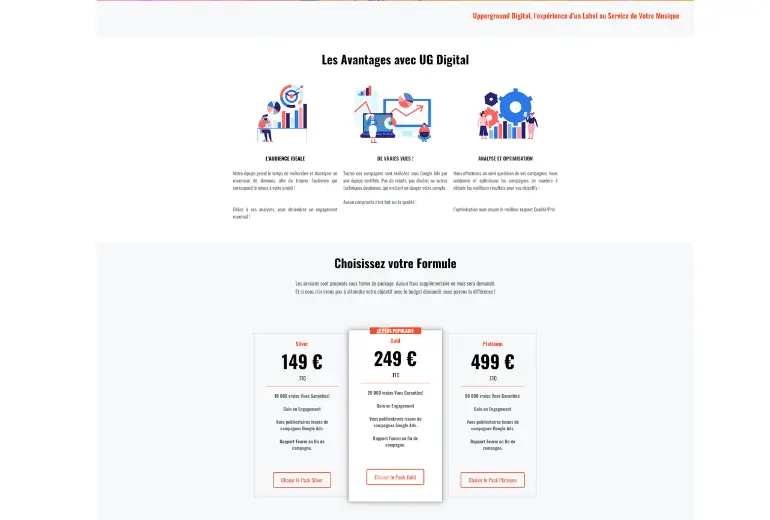 Upperground Digital, l'expérience d'un Label au Service de Votre Musique
Les Avantages avec UG Digital
L'AUDIENCE IDEALE
DE VRAIES VUES !
ANALYSE ET OPTIMISATION
Notre équipe prend le temps de rechercher et d'analyser un
maximum de données, afin de trouver l'audience qui
correspond le mieux à votre projet !
Grâce à ces analyses, vous obtiendrez un engagement
maximal !
Toutes nos campagnes sont réalisées sous Google Ads par
une équipe certifiée. Pas de robots, pas d'autres
techniques douteuses, qui mettent en danger votre compte.
Aucun compromis n'est fait sur la qualité !
Nous effectuons un suivi quotidien de vos campagnes. Nous
analysons et optimisons les campagnes de manière à
obtenir les meilleurs résultats pour vos objectifs !
L'optimisation vous assure le meilleur rapport Qualité/Prix
Choisissez votre Formule
Les services sont proposés sous forme de package. Aucun frais supplémentaire ne vous sera demandé.
Et si nous n'arrivons pas à atteindre votre objectif avec le budget demandé, nous payons la différence !
Silver
149 €
.TTC
10 000 vraies Vues Garanties!
Gain en Engagement
Vues publicitaires issues de
campagnes Google Ads.
Rapport Fourni en fin de
campagne.
Choisir le Pack Silver
LE PLUS POPULAIRE
Gold
249 €
.TTC
20 000 vraies Vues Garanties!
Gain en Engagement
Vues publicitaires issues de
campagnes Google Ads.
Rapport Fourni en fin de
campagne.
Choisir le Pack Gold
Platinum
499 €
.TTC
50 000 vraies Vues Garanties!
Gain en Engagement
Vues publicitaires issues de
campagnes Google Ads.
Rapport Fourni en fin de
campagne.
Choisir le Pack Platinum